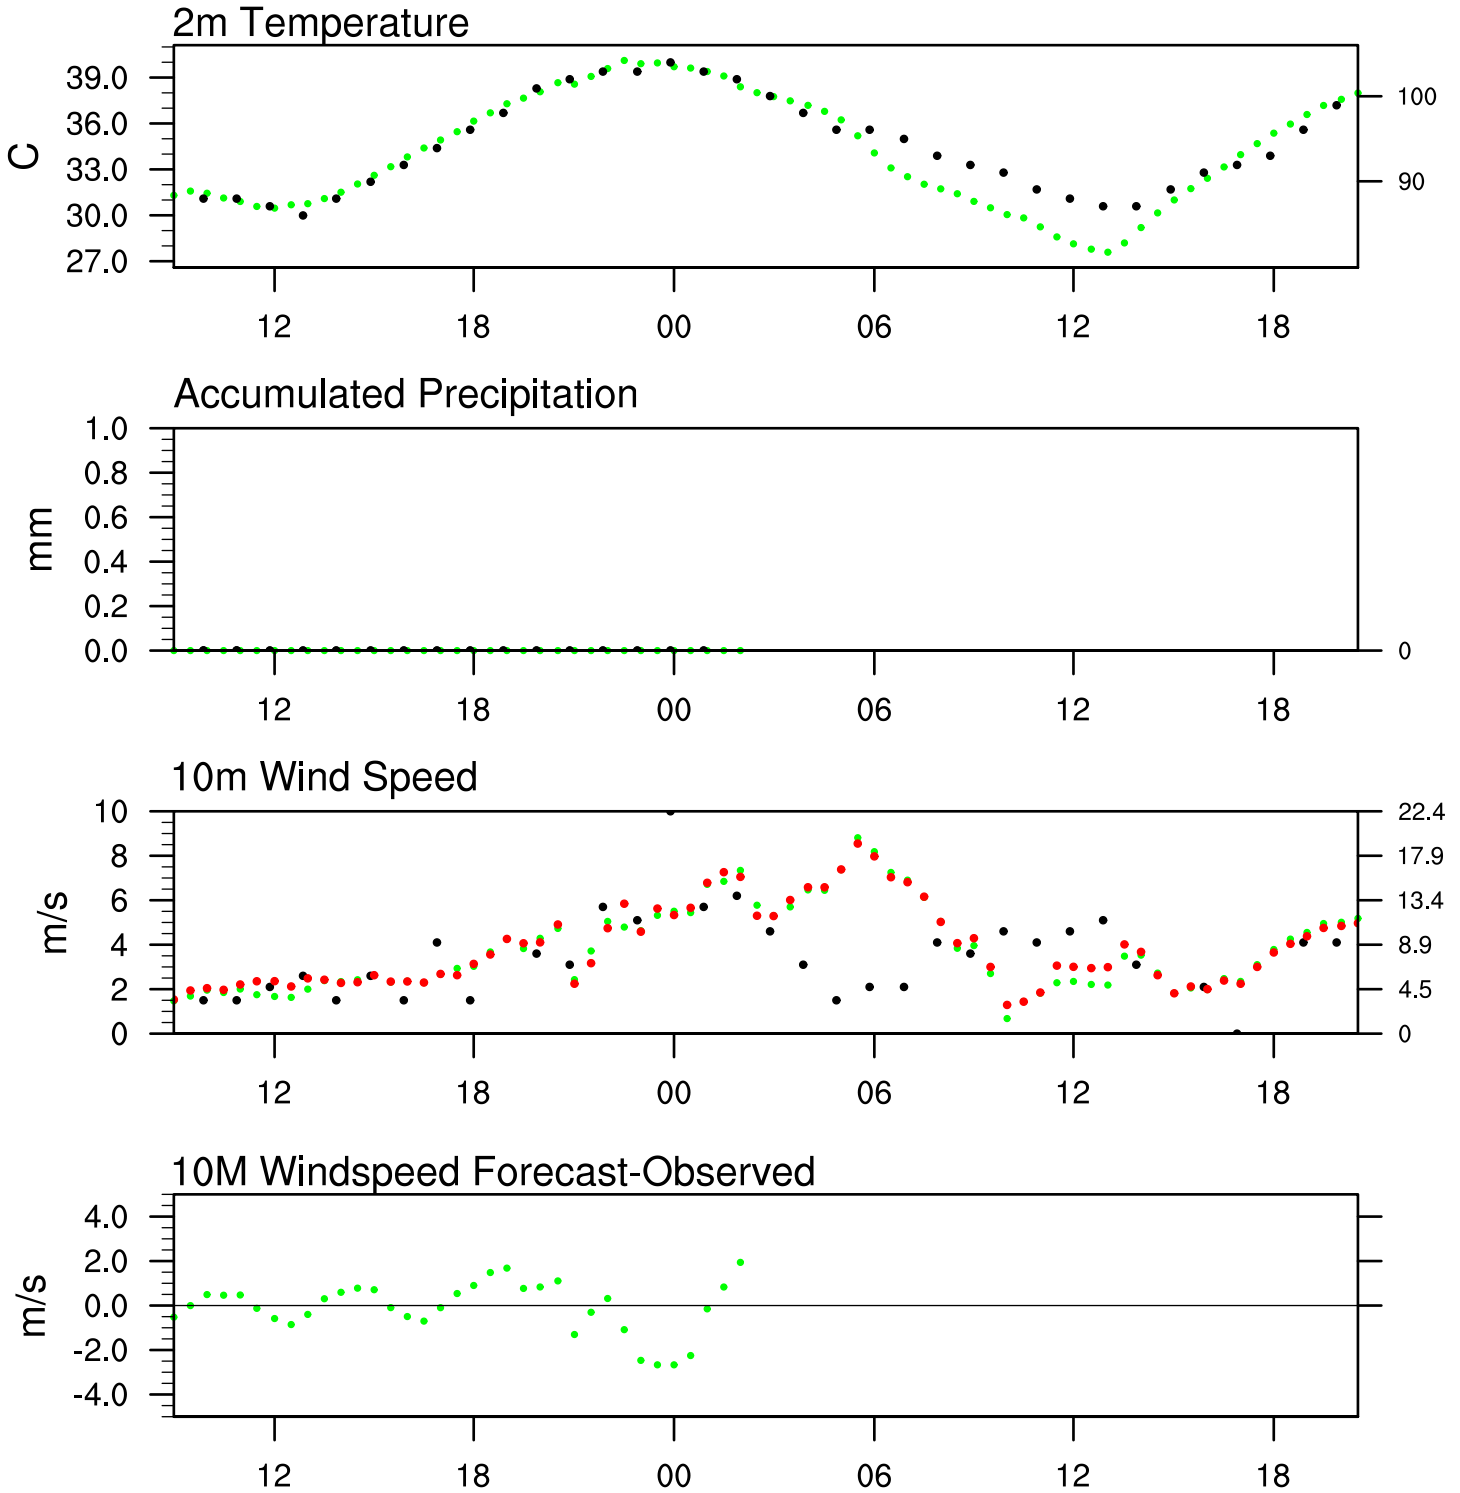 2m Temperature
39.0
36.0
33.0
30.0
27.0
C
100
90
12 18 00 06 12 18
Accumulated Precipitation
1.0
0.8
0.6
0.4
0.2
0.0
mm
0
12 18 00 06 12 18
10m Wind Speed
10
8
6
4
2
0
m/s
22.4
17.9
13.4
8.9
4.5
0
12 18 00 06 12 18
10M Windspeed Forecast-Observed
4.0
2.0
0.0
-2.0
-4.0
m/s
12 18 00 06 12 18